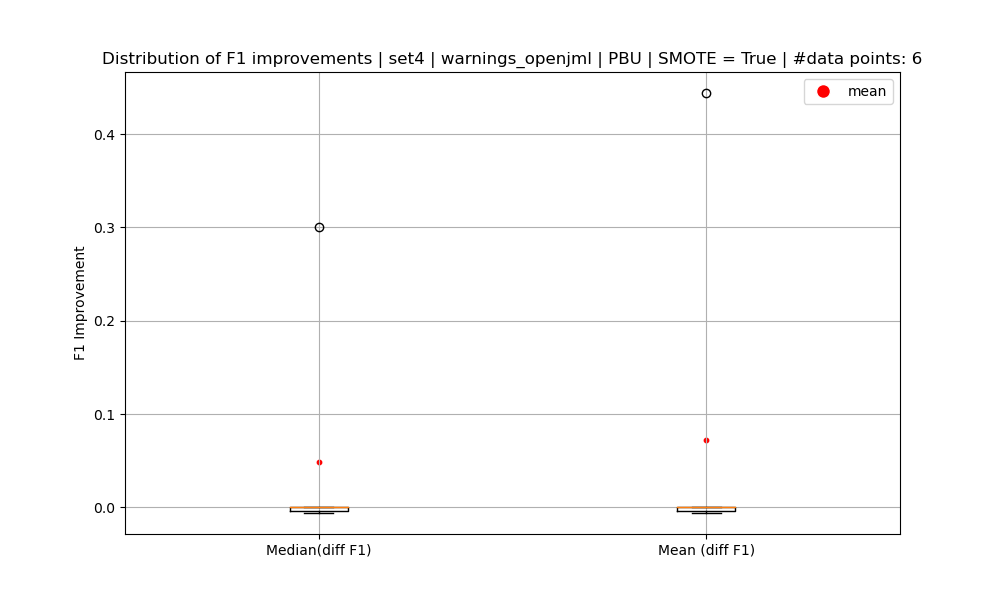 Distribution of F1 improvements | set4 | warnings_openjml | PBU | SMOTE = True | #data points: 6
mean
0.4
0.3
0.2
0.1
0.0
F1 Improvement
Median(diff F1)
Mean (diff F1)